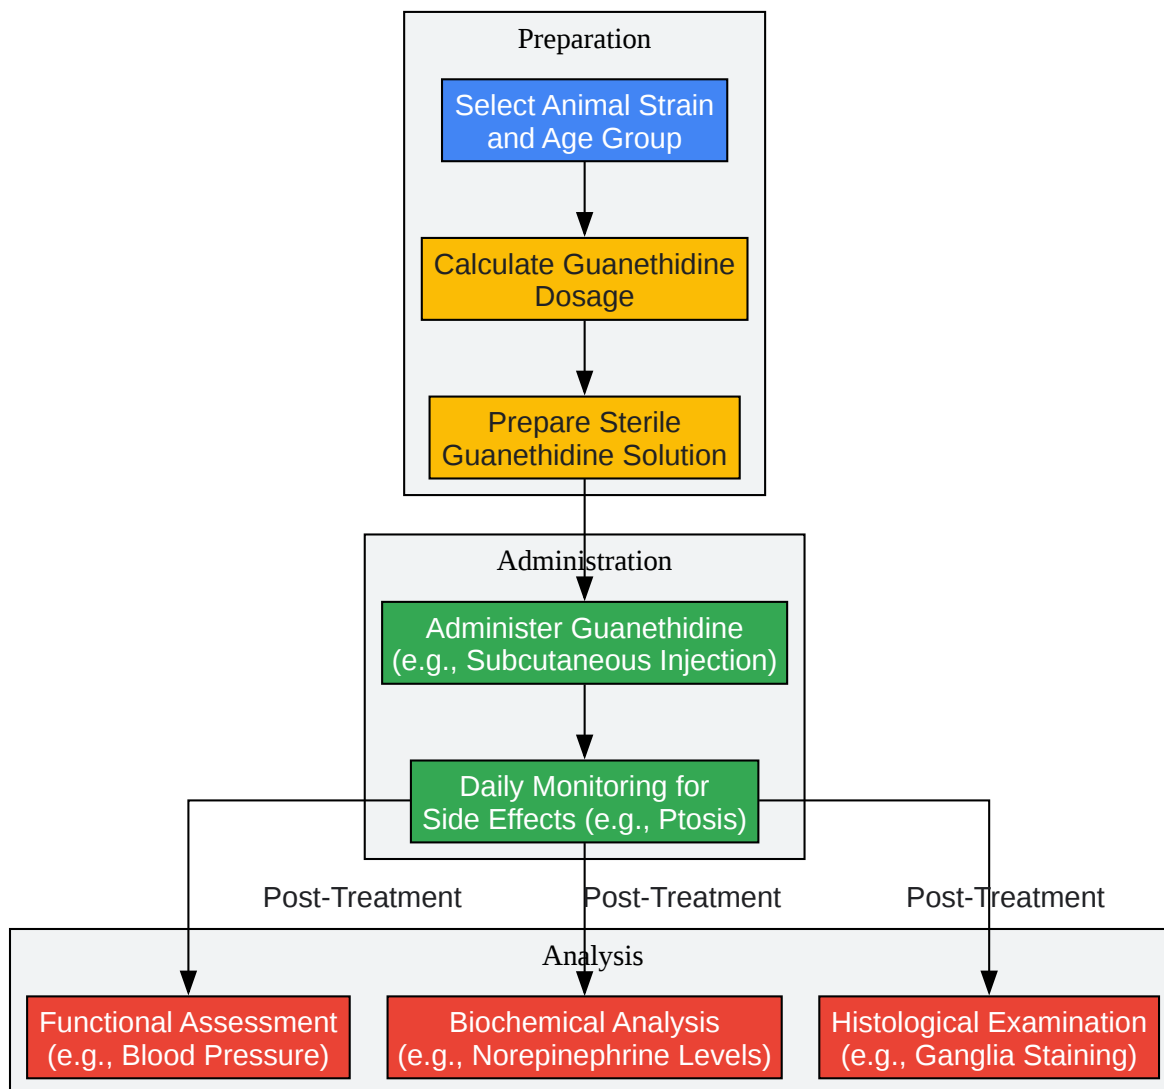 Preparation
Select Animal Strain
and Age Group
Calculate Guanethidine
Dosage
Prepare Sterile
Guanethidine Solution
Administration
Administer Guanethidine
(e.g., Subcutaneous Injection)
Daily Monitoring for
Side Effects (e.g., Ptosis)
Post-Treatment
Post-Treatment
Post-Treatment
Analysis
Functional Assessment
(e.g., Blood Pressure)
Biochemical Analysis
(e.g., Norepinephrine Levels)
Histological Examination
(e.g., Ganglia Staining)